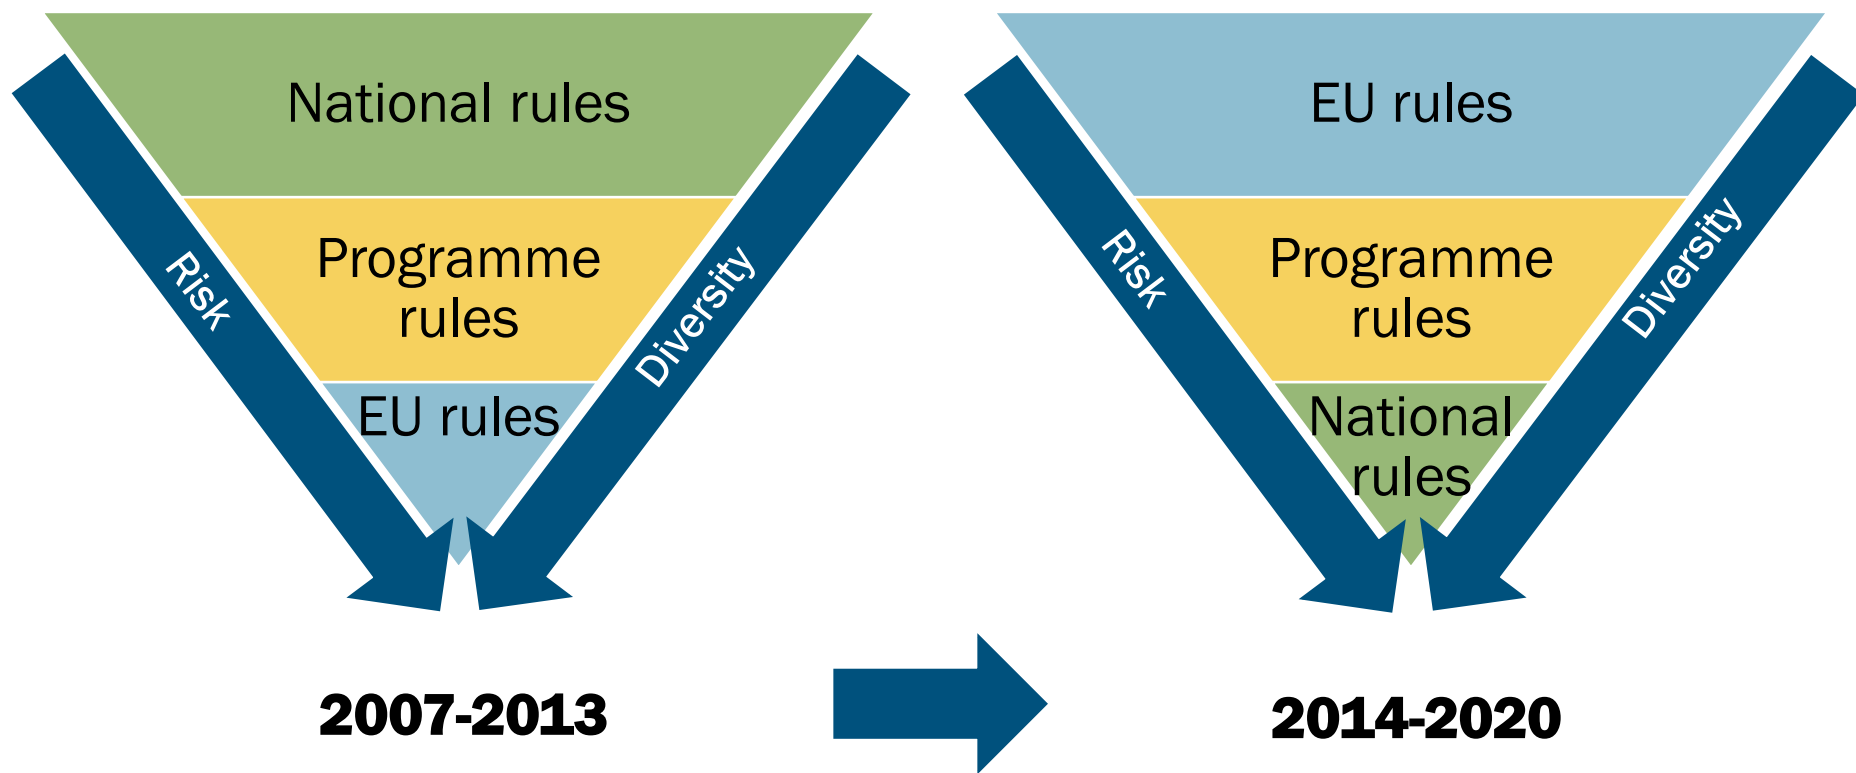 National rules
Programme
rules
EU rules
Risk
Diversity
2007-2013
EU rules
Programme
rules
National
rules
Risk
Diversity
2014-2020